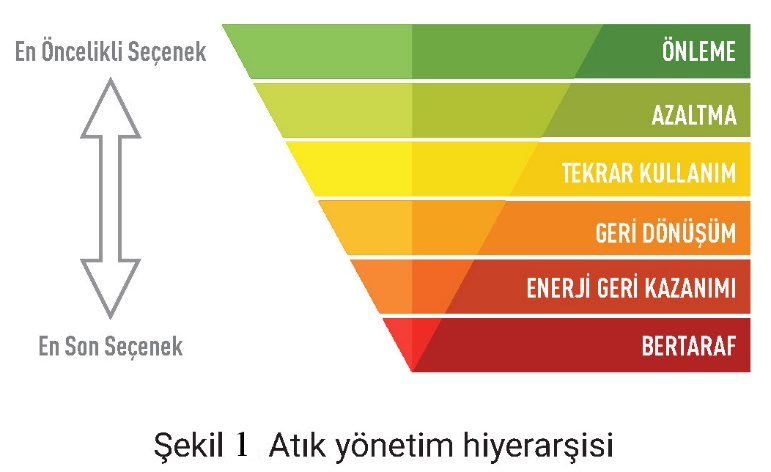 En Öncelikli Seçenek
ÖNLEME
AZALTMA
TEKRAR KULLANIM
GERİ DÖNÜŞÜM
ENERJİ GERİ KAZANIMI
En Son Seçenek
BERTARAF
Şekil 1 Atık yönetim hiyerarşisi